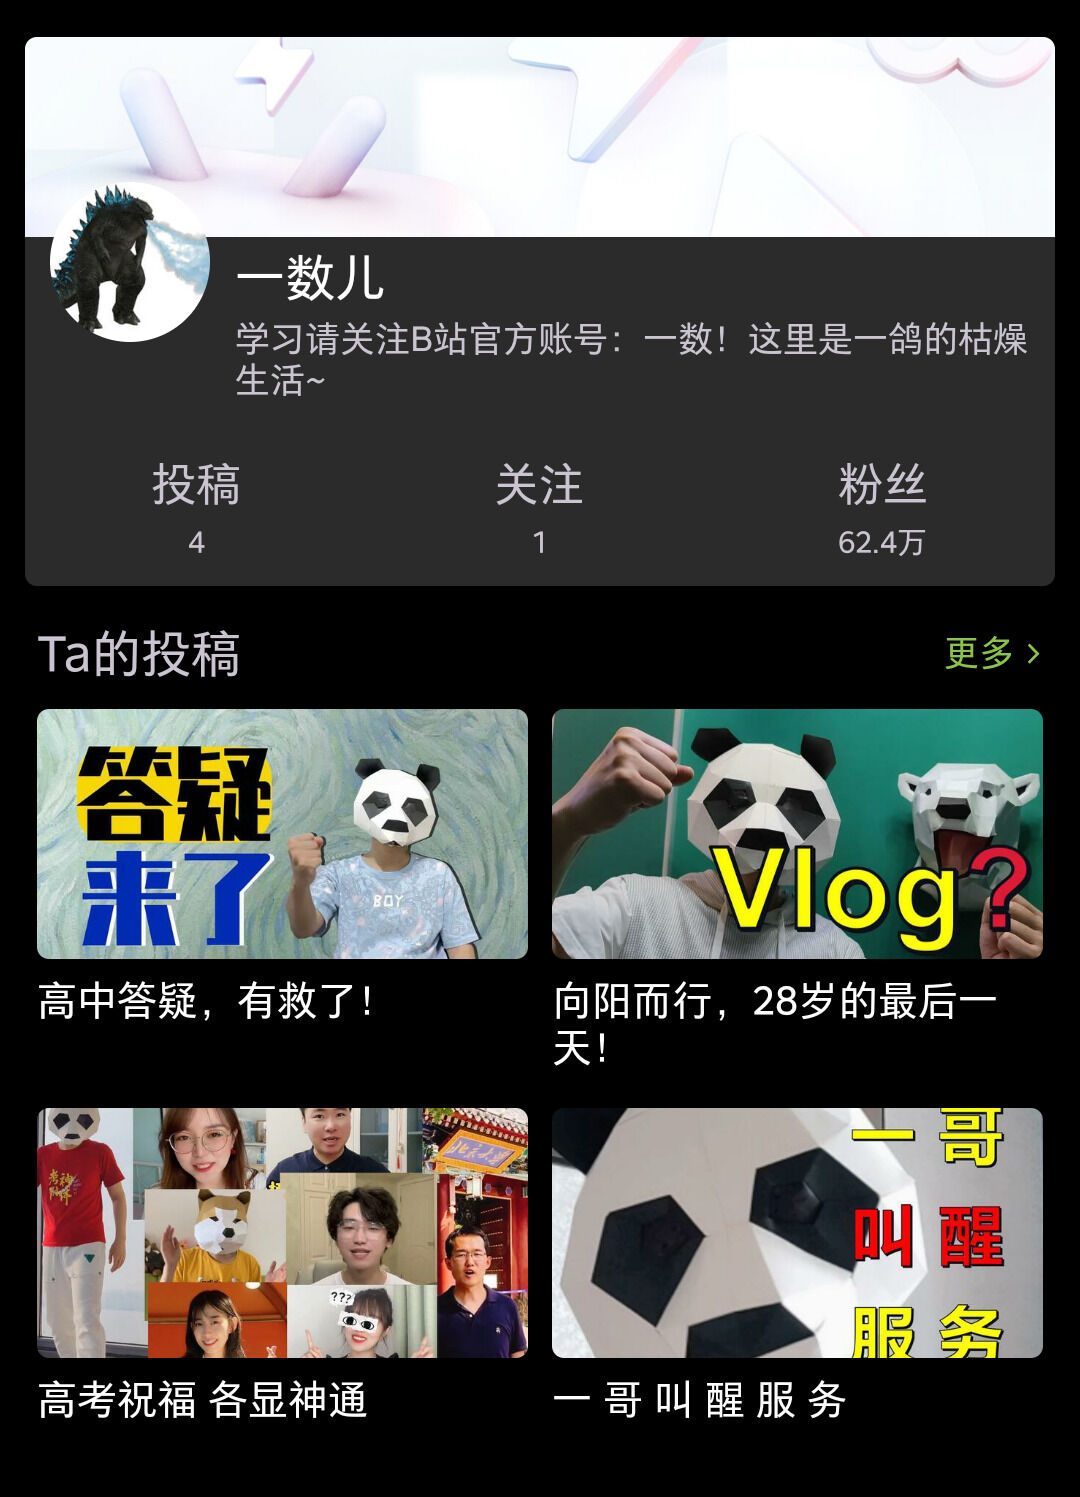 一数儿
学习请关注B站官方账号：一数！这里是一鸽的枯燥
生活~
投稿
关注
粉丝
4
1
62.4万
Ta的投稿
更多 >
答疑
来了
BOY
Vlog?
高中答疑，有救了！
向阳而行，28岁的最后一
天！
北京大学
???
一哥
叫醒
服务
高考祝福 各显神通
一 哥 叫 醒 服 务